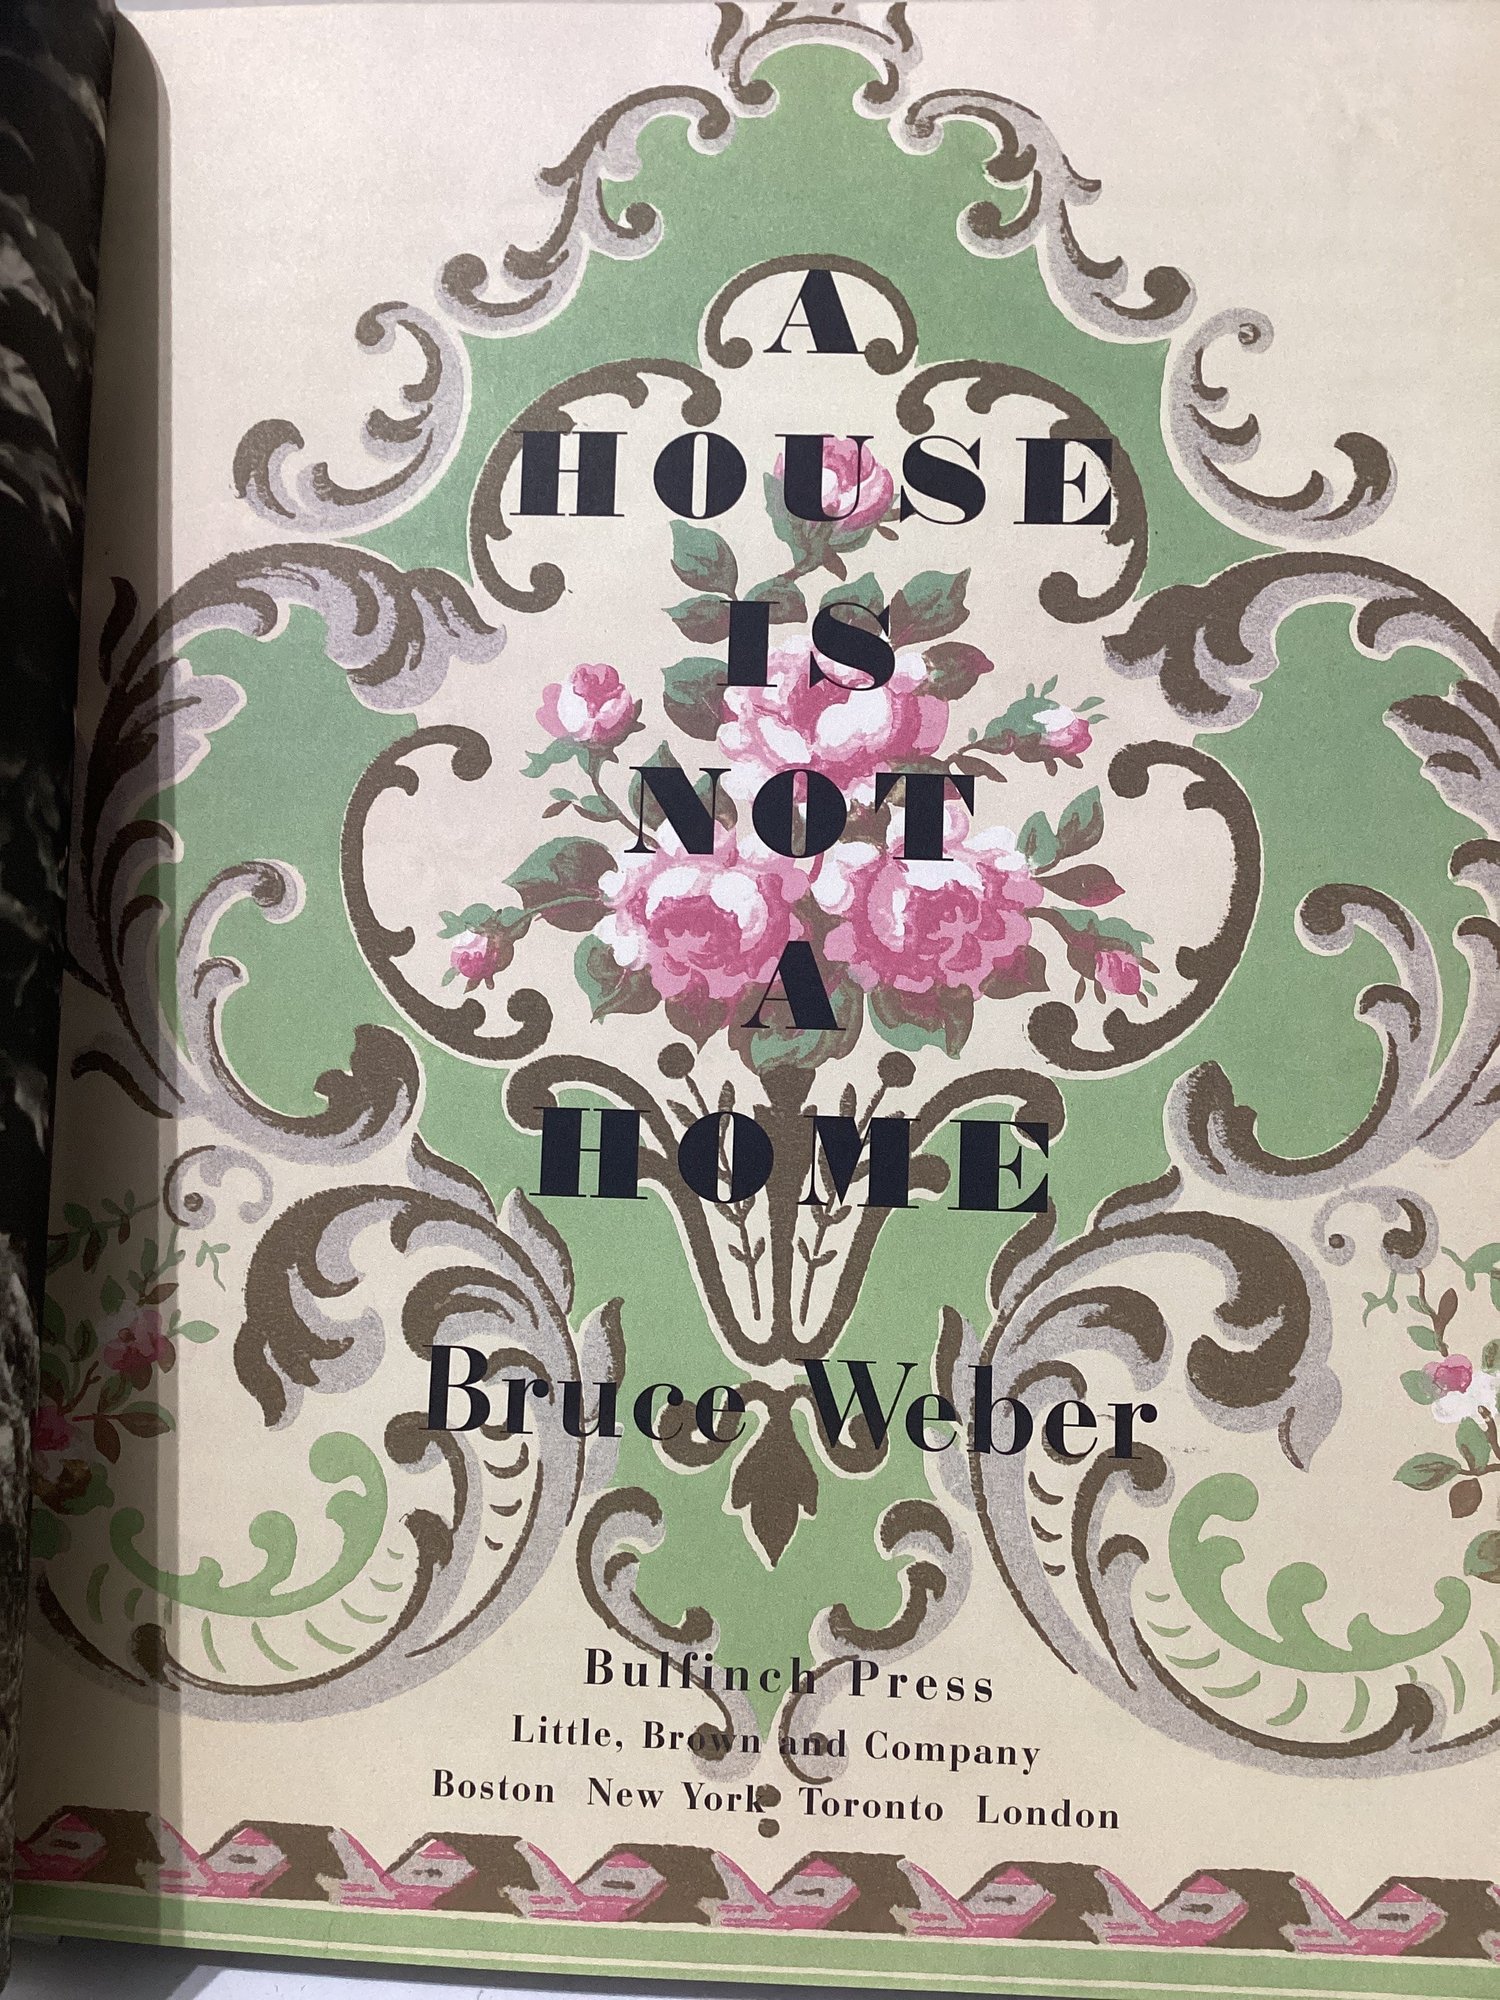 A
HOUSE
IS
NOT
A
HOME
Bruce Weber
Bulfinch Press
Little, Brown and Company
Boston New York Toronto London